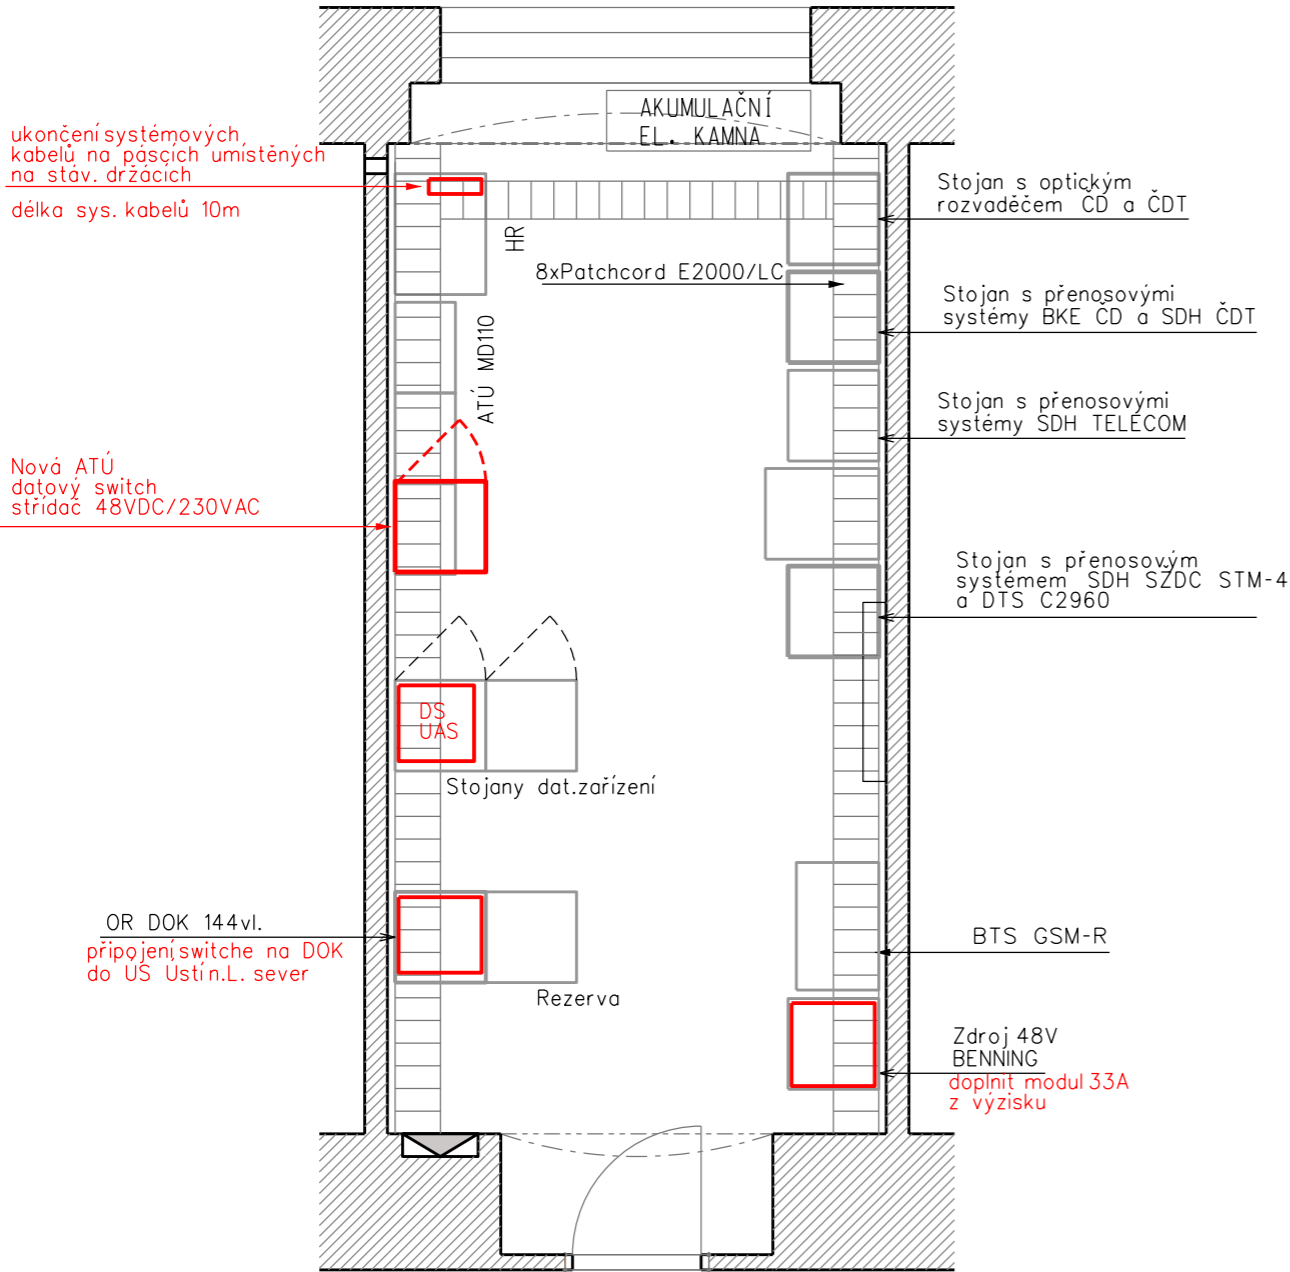 AKUMULAČNÍ
EL. KAMNA
ukončení systémových
kabelů na páscích umístěných
na stáv. držácích
délka sys. kabelů 10m
HR
8xPatchcord E2000/LC
Stojan s optickým
rozvaděčem ČD a ČDT
Stojan s přenosovými
systémy BKE ČD a SDH ČDT
ATÚ MD110
Stojan s přenosovými
systémy SDH TELECOM
Nová ATÚ
datový switch
střídač 48VDC/230VAC
Stojan s přenosovým
systémem SDH SŽDC STM-4
a DTS C2960
DS
UAS
Stojany dat.zařízení
OR DOK 144vl.
připojení switche na DOK
do US Ústí n.L. sever
Rezerva
BTS GSM-R
Zdroj 48V
BENNING
doplnit modul 33A
z výzisku